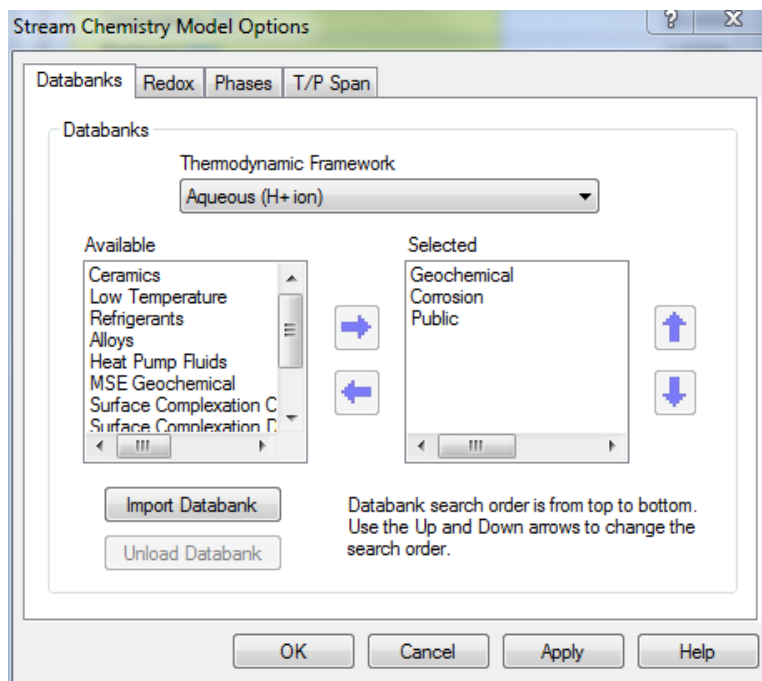 Stream Chemistry Model Options
Databanks Redox Phases T/P Span
Databanks
Thermodynamic Framework
Aqueous (H+ ion)
Available
Ceramics
Low Temperature
Refrigerants
Alloys
Heat Pump Fluids
MSE Geochemical
Surface Complexation C
Surface Complexation D
Selected
Geochemical
Corrosion
Public
Import Databank
Unload Databank
Databank search order is from top to bottom.
Use the Up and Down arrows to change the
search order.
OK Cancel Apply Help